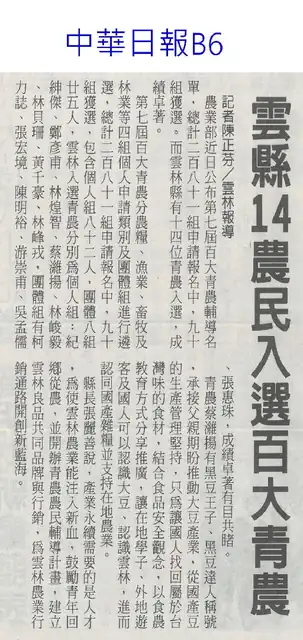 中華日報B6
雲縣14農民入選百大青農
記者陳正芬／雲林報導
農業部近日公布第七屆百大青農輔導名
單，總計二百八十一組申請報名中，九十
組獲選。而雲林縣有十四位青農入選，成
績卓著。
第七屆百大青農分農糧、漁業、畜牧及
林業等四組個人申請類別及團體組進行遴
選，總計二百八十一組申請報名中，九十
組獲選，包含個人組八十二人，團體八組
廿五人，雲林入選青農分別為個人組：紀
紳傑、鄭彥甫、林煌智、蔡濰揚、林峻毅
、林貝珊、黃千豪、林峰戎，團體組有柯
力誌、張宏境、陳明裕、游崇甫、吳孟儒
、張惠珠，成績卓著有目共睹。
青農蔡濰揚有黑豆王子、黑豆達人稱號
，承接父親期盼推動大豆產業，從國產豆
的生產管理堅持，只為讓國人找回屬於台
灣味的食材，結合食品安全觀念，以食農
教育方式分享推廣，讓在地學子、外地遊
客及國人可以認識大豆、認識雲林，進而
認同國產雜糧並支持在地農業。
縣長張麗善說，產業永續需要的是人才
，為使雲林農業能注入新血，鼓勵青年回
鄉從農，並開辦青農農民輔導計畫，建立
雲林良品共同品牌與行銷，為雲林農業行
銷通路開創新藍海。